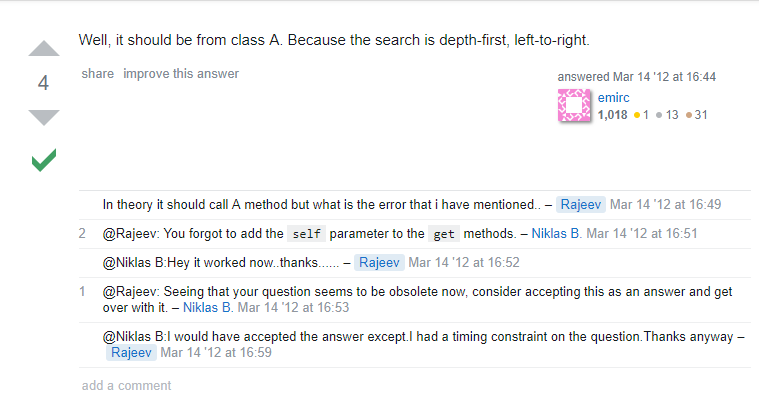 Well, it should be from class A. Because the search is depth-first, left-to-right.
4
share improve this answer
answered Mar 14 '12 at 16:44
emirc
1,018 1 13 31
In theory it should call A method but what is the error that i have mentioned.. – Rajeev Mar 14 '12 at 16:49
2 @Rajeev: You forgot to add the self parameter to the get methods. – Niklas B. Mar 14 '12 at 16:51
@Niklas B:Hey it worked now..thanks...... – Rajeev Mar 14 '12 at 16:52
1 @Rajeev: Seeing that your question seems to be obsolete now, consider accepting this as an answer and get
over with it. – Niklas B. Mar 14 '12 at 16:53
@Niklas B:I would have accepted the answer except.I had a timing constraint on the question.Thanks anyway –
Rajeev Mar 14 '12 at 16:59
add a comment